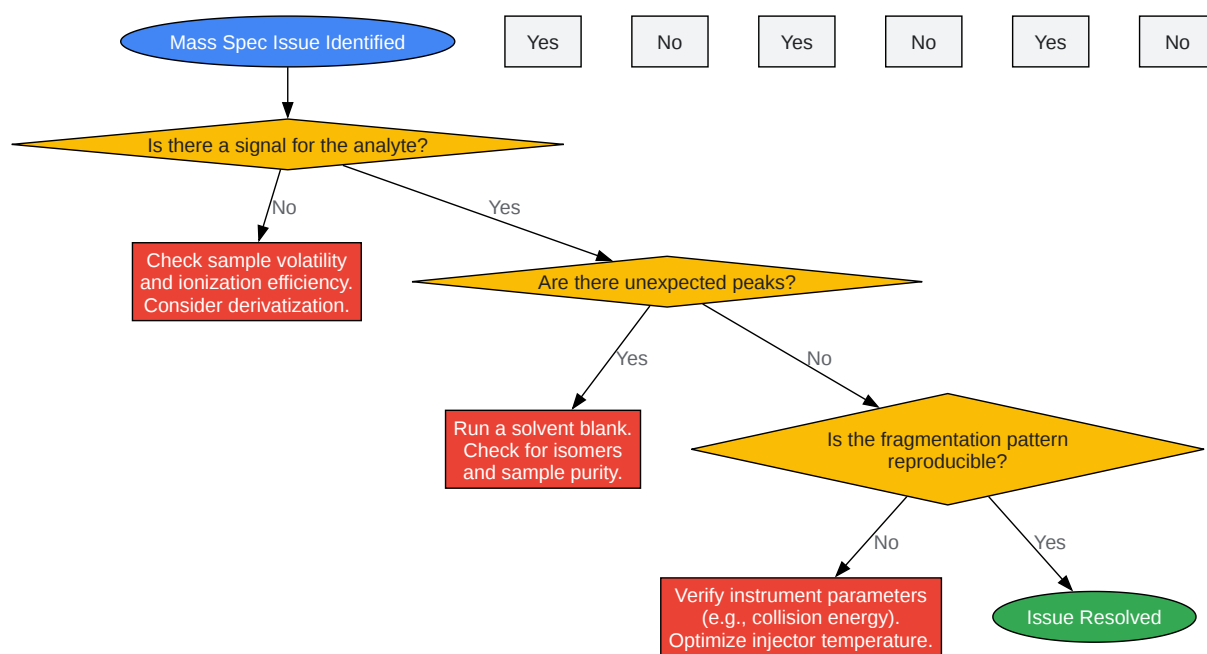 Mass Spec Issue Identified
Yes
No
Yes
No
Yes
No
Is there a signal for the analyte?
No
Yes
Check sample volatility
and ionization efficiency.
Consider derivatization.
Are there unexpected peaks?
Yes
No
Run a solvent blank.
Check for isomers
and sample purity.
Is the fragmentation pattern
reproducible?
No
Yes
Verify instrument parameters
(e.g., collision energy).
Optimize injector temperature.
Issue Resolved